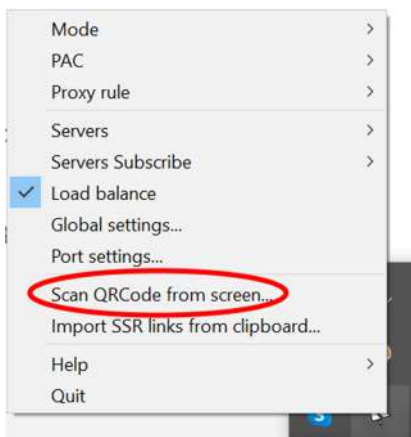 Mode
PAC
Proxy rule
Servers
Servers Subscribe
Load balance
Global settings...
Port settings...
Scan QRCode from screen...
Import SSR links from clipboard...
Help
Quit
S